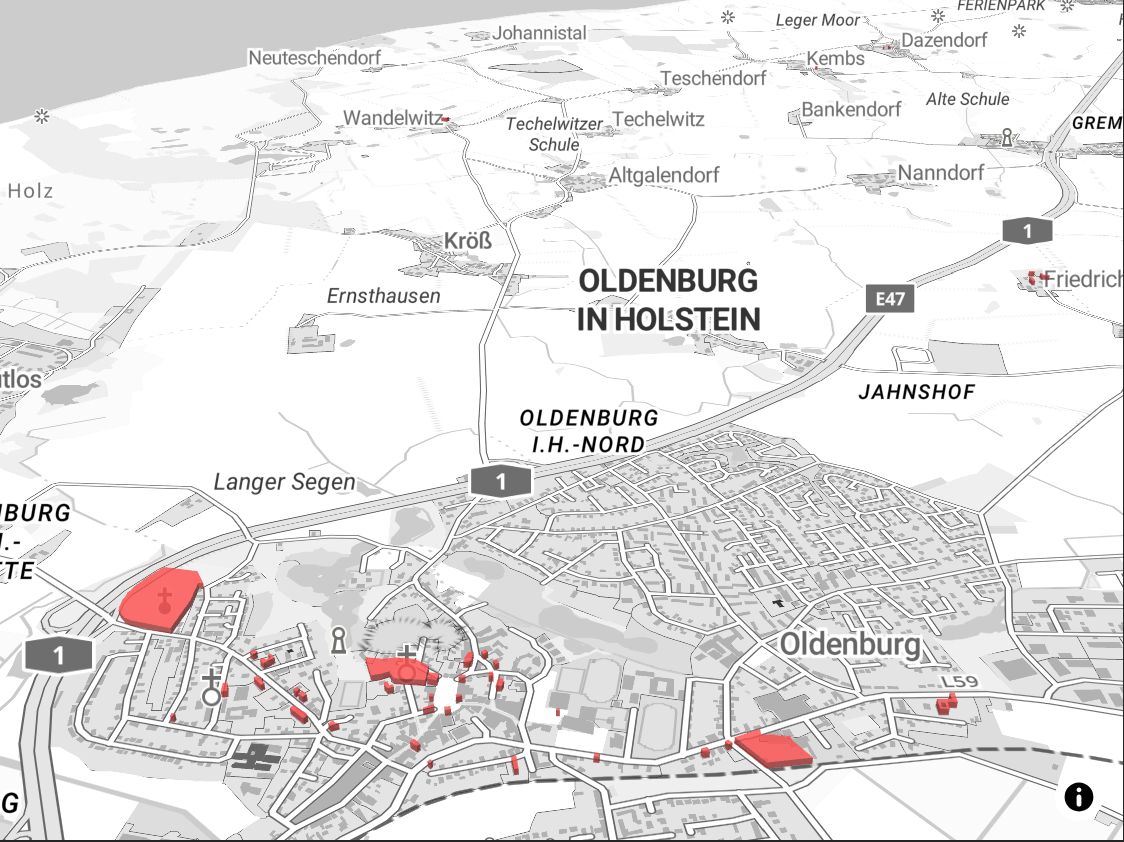 FERIENPARK
Leger Moor
Johannistal
Dazendorf
Neuteschendorf
Kembs
Teschendorf
Alte Schule
Bankendorf
Wandelwitz
Techelwitzer
Schule
Techelwitz
GREM
Altgalendorf
Nanndorf
Holz
1
Kröß
OLDENBURG
IN HOLSTEIN
Friedrich
Ernsthausen
E47
tlos
JAHNSHOF
OLDENBURG
I.H.-NORD
Langer Segen
1
BURG
.-
TE
Oldenburg
1
L59
G